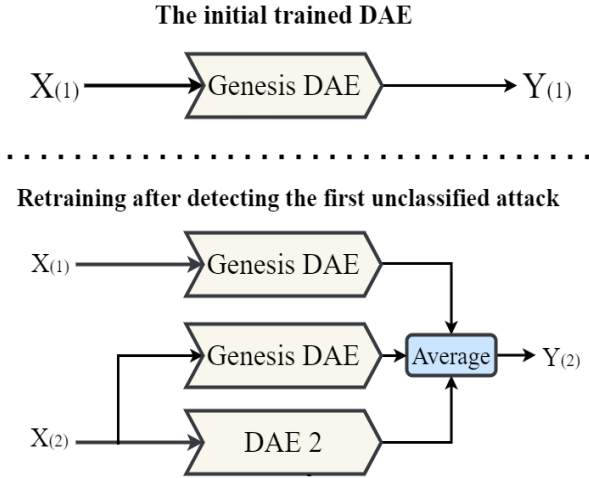 The initial trained DAE
X(1) Genesis DAE Y(1)
Retraining after detecting the first unclassified attack
X(1) Genesis DAE
Genesis DAE Average Y(2)
X(2) DAE 2